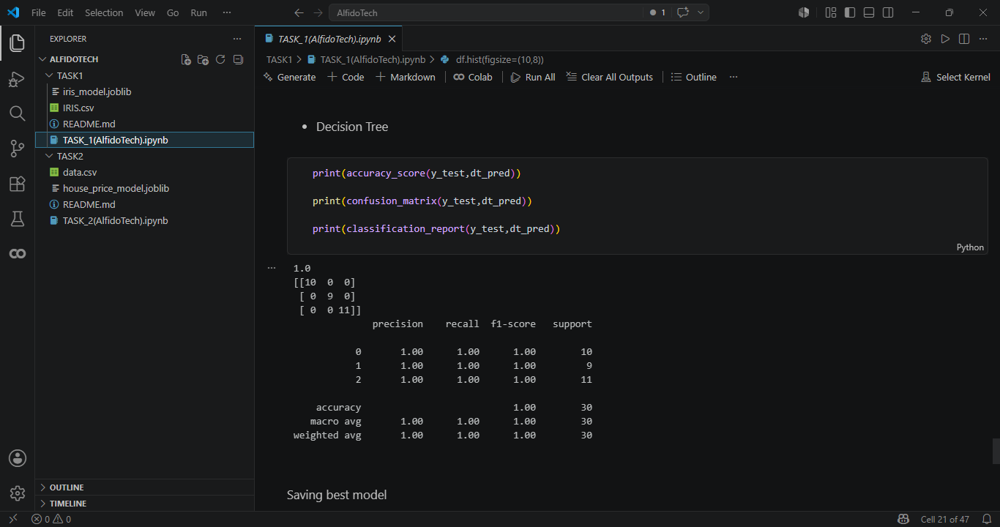 File Edit Selection View Go Run ···
AlfidoTech
1
EXPLORER ···
ALFIDOTECH
TASK1
iris_model.joblib
IRIS.csv
README.md
TASK_1(AlfidoTech).ipynb
TASK2
data.csv
house_price_model.joblib
README.md
TASK_2(AlfidoTech).ipynb
OUTLINE
TIMELINE
TASK_1(AlfidoTech).ipynb
TASK1 > TASK_1(AlfidoTech).ipynb > df.hist(figsize=(10,8))
Generate + Code + Markdown Colab Run All Clear All Outputs Outline ··· Select Kernel
• Decision Tree
print(accuracy_score(y_test,dt_pred))
print(confusion_matrix(y_test,dt_pred))
print(classification_report(y_test,dt_pred))
Python
··· 1.0
[[10  0  0]
 [ 0  9  0]
 [ 0  0 11]]
precision recall f1-score support
0 1.00 1.00 1.00 10
1 1.00 1.00 1.00 9
2 1.00 1.00 1.00 11
accuracy 1.00 30
macro avg 1.00 1.00 1.00 30
weighted avg 1.00 1.00 1.00 30
Saving best model
0 0
Cell 21 of 47